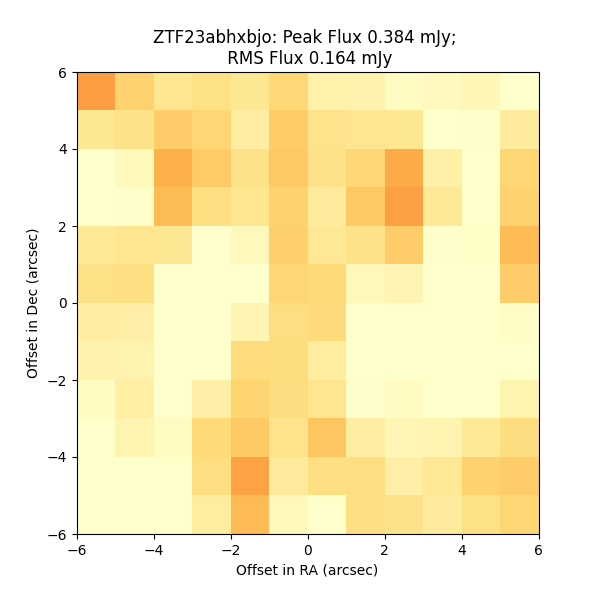 ZTF23abhxbjo: Peak Flux 0.384 mJy;
RMS Flux 0.164 mJy
6
4
2
0
−2
−4
−6
Offset in Dec (arcsec)
−6 −4 −2 0 2 4 6
Offset in RA (arcsec)